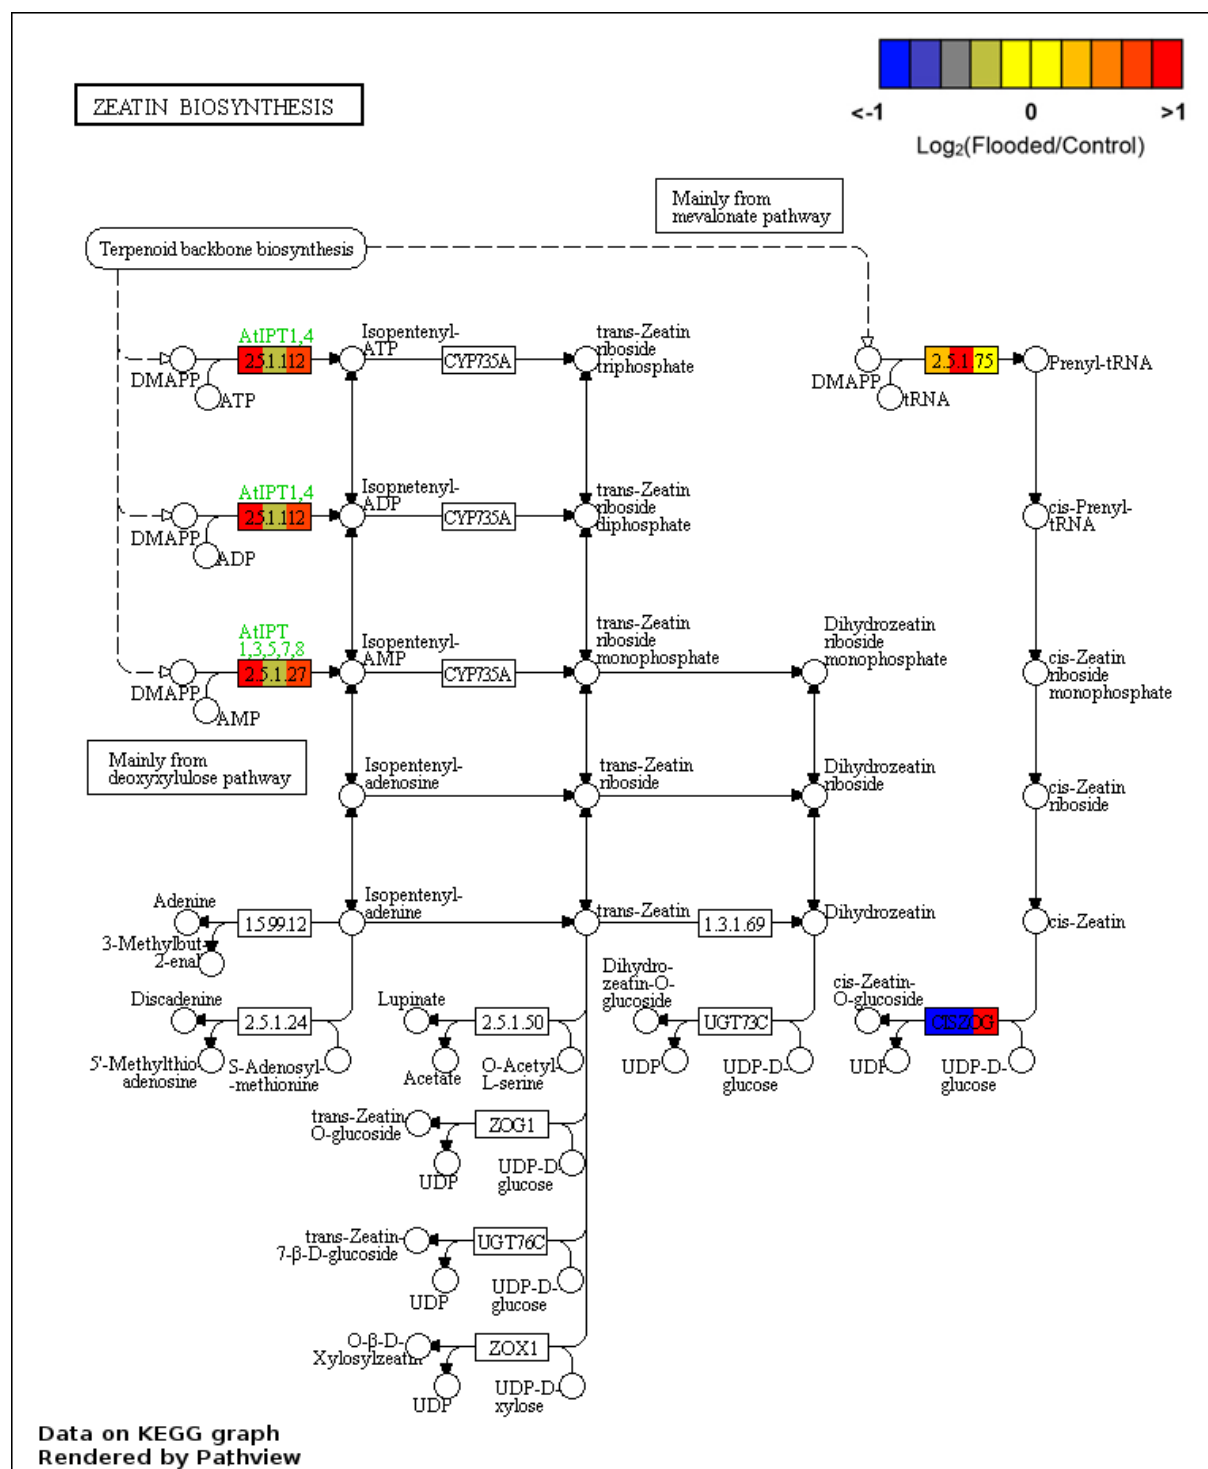 ZEATIN BIOSYNTHESIS
<-1 0 >1
Log₂(Flooded/Control)
Mainly from
mevalonate pathway
Terpenoid backbone biosynthesis
AtIPT1,4
2.5.1.112
DMAPP
ATP
Isopentenyl-
ATP
CYP735A
trans-Zeatin
riboside
triphosphate
DMAPP
tRNA
2.5.1.75
Prenyl-tRNA
AtIPT1,4
2.5.1.112
DMAPP
ADP
Isopnetenyl-
ADP
CYP735A
trans-Zeatin
riboside
diphosphate
cis-Prenyl-
tRNA
AtIPT
1,3,5,7,8
2.5.1.27
DMAPP
AMP
Isopentenyl-
AMP
CYP735A
trans-Zeatin
riboside
monophosphate
Dihydrozeatin
riboside
monophosphate
cis-Zeatin
riboside
monophosphate
Mainly from
deoxyxylulose pathway
Isopentenyl-
adenosine
trans-Zeatin
riboside
Dihydrozeatin
riboside
cis-Zeatin
riboside
Adenine
3-Methylbut-
2-enal
1.5.99.12
Isopentenyl-
adenine
trans-Zeatin
1.3.1.69
Dihydrozeatin
cis-Zeatin
Discadenine
5'-Methylthio
adenosine
2.5.1.24
S-Adenosyl-
-methionine
Lupinate
Acetate
2.5.1.50
O-Acetyl
L-serine
Dihydro-
zeatin-O-
glucoside
UDP
UGT73C
UDP-D-
glucose
cis-Zeatin-
O-glucoside
UDP
CISZOG
UDP-D-
glucose
trans-Zeatin
O-glucoside
UDP
ZOG1
UDP-D
glucose
trans-Zeatin-
7-β-D-glucoside
UDP
UGT76C
UDP-D-
glucose
O-β-D-
Xylosylzeatin
UDP
ZOX1
UDP-D-
xylose
Data on KEGG graph
Rendered by Pathview